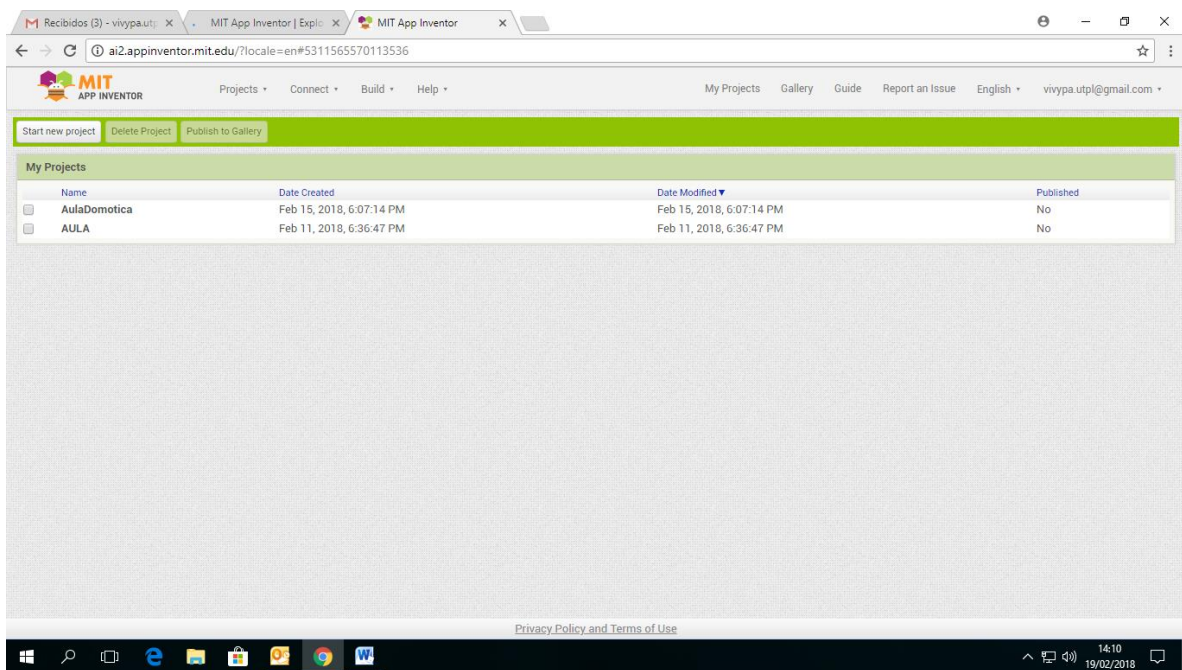 Recibidos (3) - vivypa.utp
MIT App Inventor | Explo
MIT App Inventor
ai2.appinventor.mit.edu/?locale=en#5311565570113536
MIT
APP INVENTOR
Projects Connect Build Help My Projects Gallery Guide Report an Issue English vivypa.utpl@gmail.com
Start new project Delete Project Publish to Gallery
My Projects
Name Date Created Date Modified Published
AulaDomotica Feb 15, 2018, 6:07:14 PM Feb 15, 2018, 6:07:14 PM No
AULA Feb 11, 2018, 6:36:47 PM Feb 11, 2018, 6:36:47 PM No
Privacy Policy and Terms of Use
14:10
19/02/2018